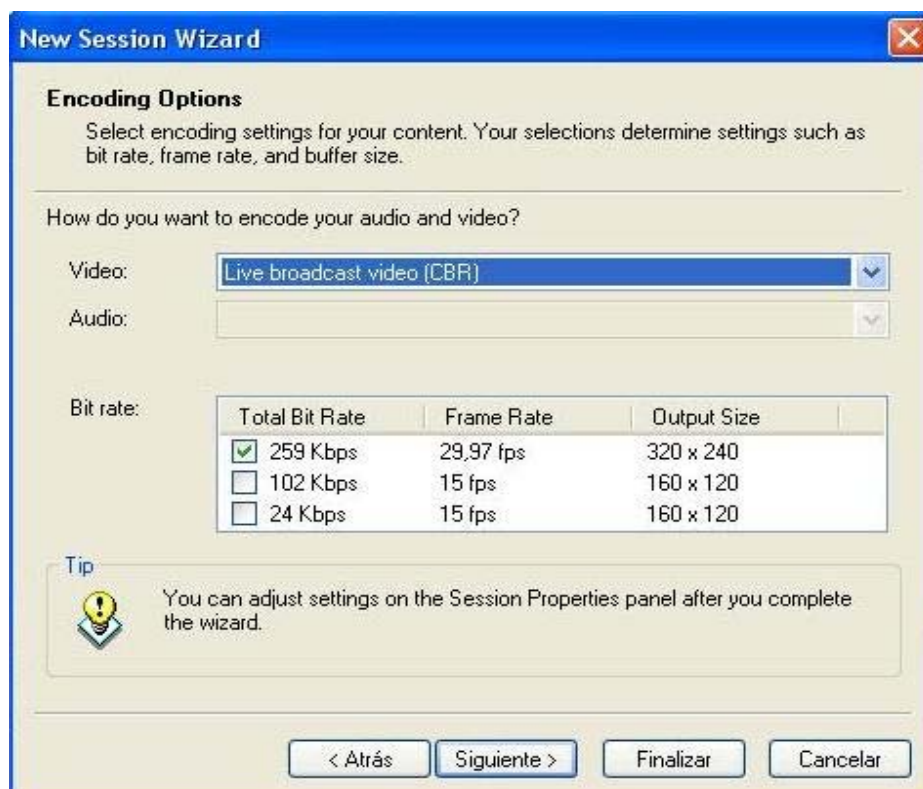 New Session Wizard
Encoding Options
Select encoding settings for your content. Your selections determine settings such as
bit rate, frame rate, and buffer size.
How do you want to encode your audio and video?
Video: Live broadcast video (CBR)
Audio:
Bit rate: Total Bit Rate Frame Rate Output Size
259 Kbps 29,97 fps 320 x 240
102 Kbps 15 fps 160 x 120
24 Kbps 15 fps 160 x 120
Tip
You can adjust settings on the Session Properties panel after you complete
the wizard.
< Atrás Siguiente > Finalizar Cancelar